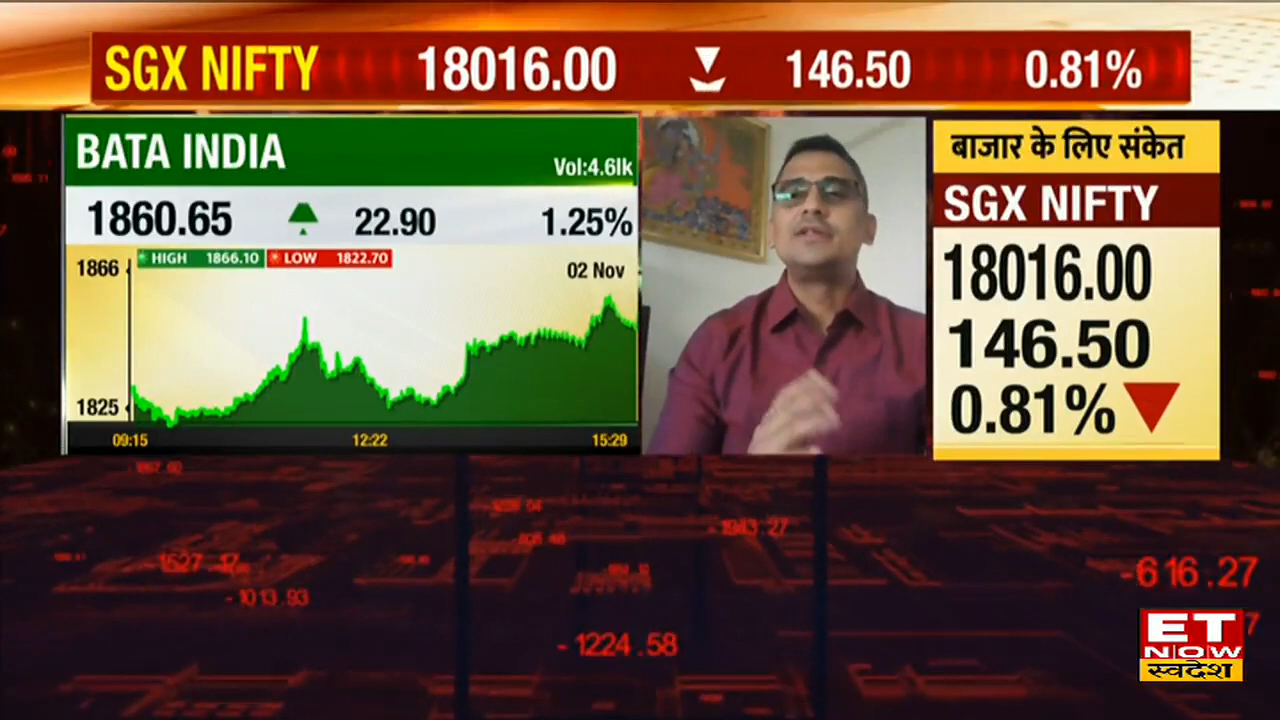 SGX NIFTY 18016.00 146.50 0.81%
BATA INDIA
Vol:4.6lk
1860.65 22.90 1.25%
HIGH 1866.10 LOW 1822.70
1866
02 Nov
1825
09:15 12:22 15:29
बाजार के लिए संकेत
SGX NIFTY
18016.00
146.50
0.81%
-1013.93
-1224.58
-616.27
ET
NOW
स्वदेश